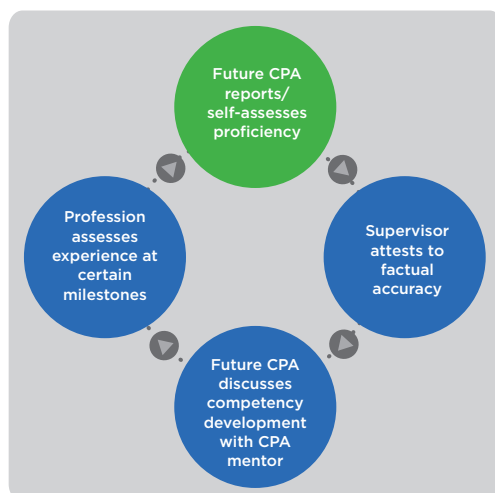 Future CPA
reports/
self-assesses
proficiency
Profession
assesses
experience at
certain
milestones
Supervisor
attests to
factual
accuracy
Future CPA
discusses
competency
development
with CPA
mentor